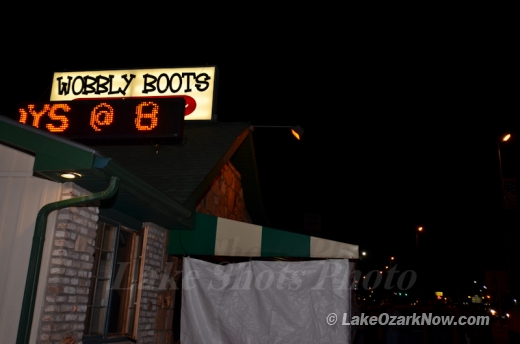 WOBBLY BOOTS
YS @ 8
Lake Shots Photo
© LakeOzarkNow.com